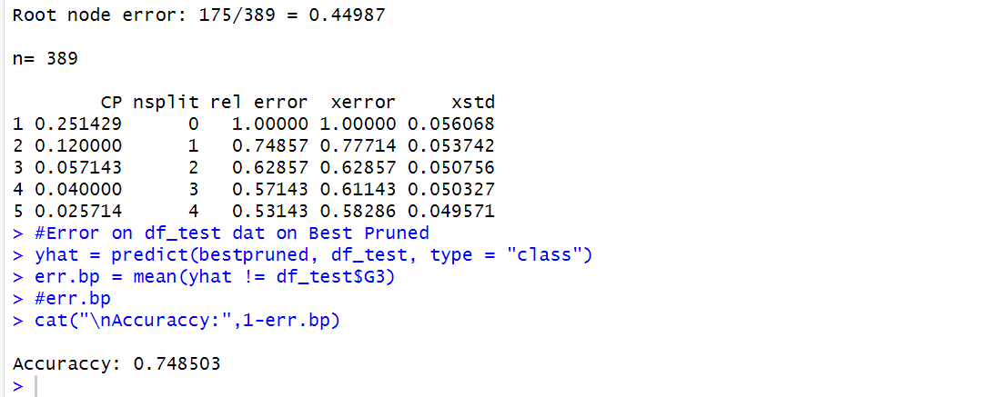 Root node error: 175/389 = 0.44987
n= 389
CP nsplit rel error xerror xstd
1 0.251429 0 1.00000 1.00000 0.056068
2 0.120000 1 0.74857 0.77714 0.053742
3 0.057143 2 0.62857 0.62857 0.050756
4 0.040000 3 0.57143 0.61143 0.050327
5 0.025714 4 0.53143 0.58286 0.049571
> #Error on df_test dat on Best Pruned
> yhat = predict(bestpruned, df_test, type = "class")
> err.bp = mean(yhat != df_test$G3)
> #err.bp
> cat("\nAccuraccy:",1-err.bp)
Accuraccy: 0.748503
>